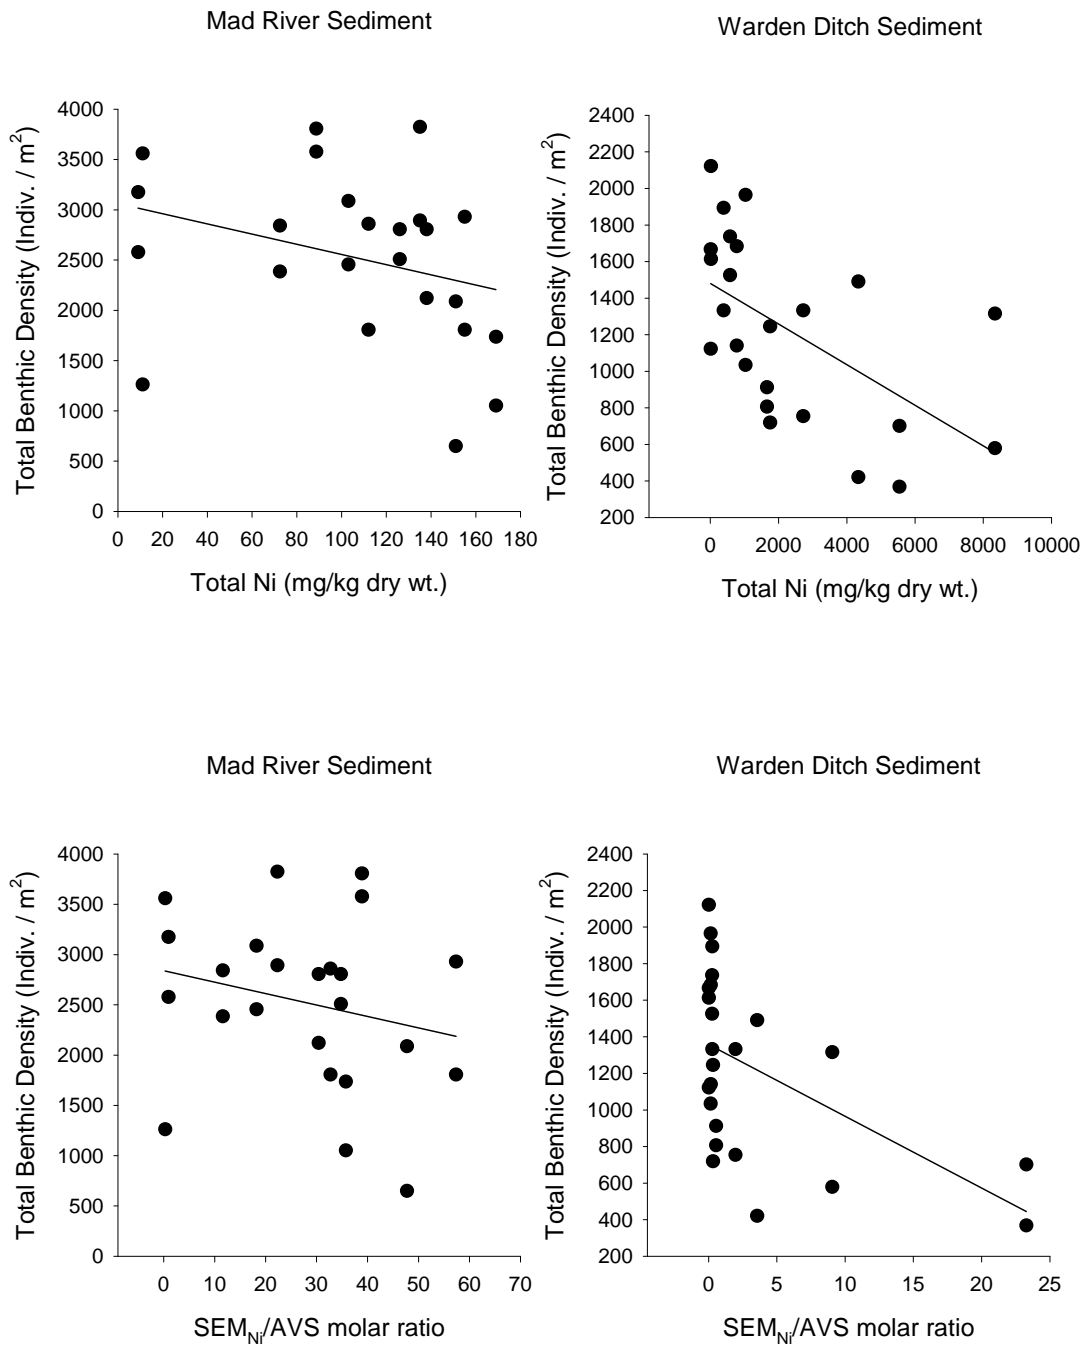 Mad River Sediment
Total Benthic Density (Indiv. / m²)
4000
3500
3000
2500
2000
1500
1000
500
0
0 20 40 60 80 100 120 140 160 180
Total Ni (mg/kg dry wt.)
Warden Ditch Sediment
Total Benthic Density (Indiv. / m²)
2400
2200
2000
1800
1600
1400
1200
1000
800
600
400
200
0 2000 4000 6000 8000 10000
Total Ni (mg/kg dry wt.)
Mad River Sediment
Total Benthic Density (Indiv. / m²)
4000
3500
3000
2500
2000
1500
1000
500
0
0 10 20 30 40 50 60 70
SEM_Ni/AVS molar ratio
Warden Ditch Sediment
Total Benthic Density (Indiv. / m²)
2400
2200
2000
1800
1600
1400
1200
1000
800
600
400
200
0 5 10 15 20 25
SEM_Ni/AVS molar ratio